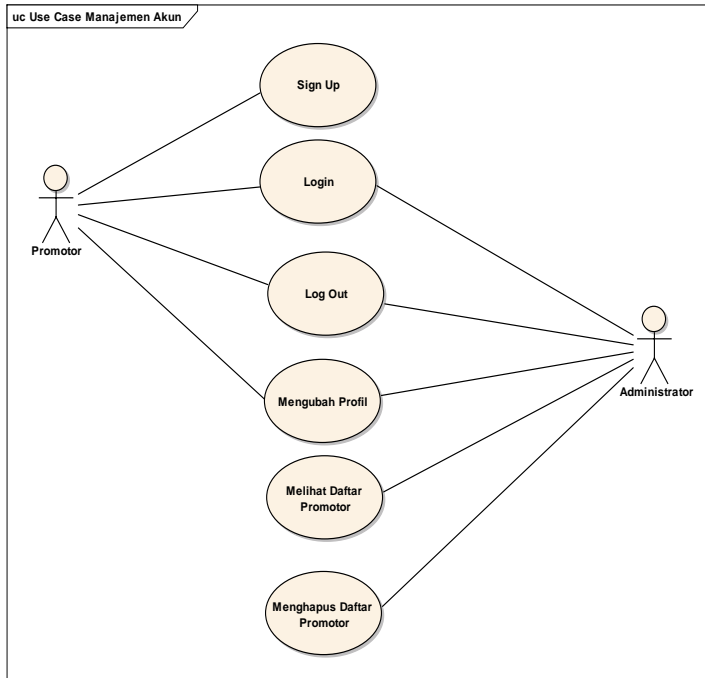 uc Use Case Manajemen Akun
Sign Up
Login
Promotor
Log Out
Administrator
Mengubah Profil
Melihat Daftar
Promotor
Menghapus Daftar
Promotor